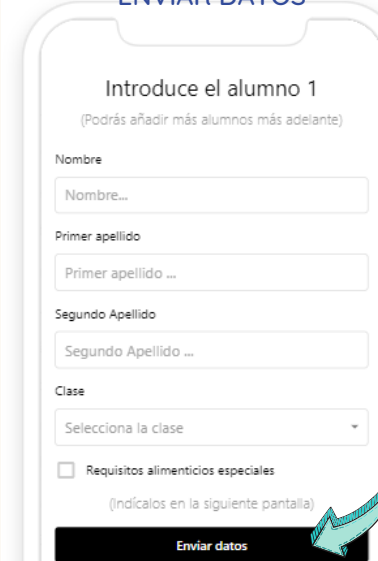 ENVIAR DATOS
Introduce el alumno 1
(Podrás añadir más alumnos más adelante)
Nombre
Nombre...
Primer apellido
Primer apellido ...
Segundo Apellido
Segundo Apellido ...
Clase
Selecciona la clase
Requisitos alimenticios especiales
(Indícalos en la siguiente pantalla)
Enviar datos